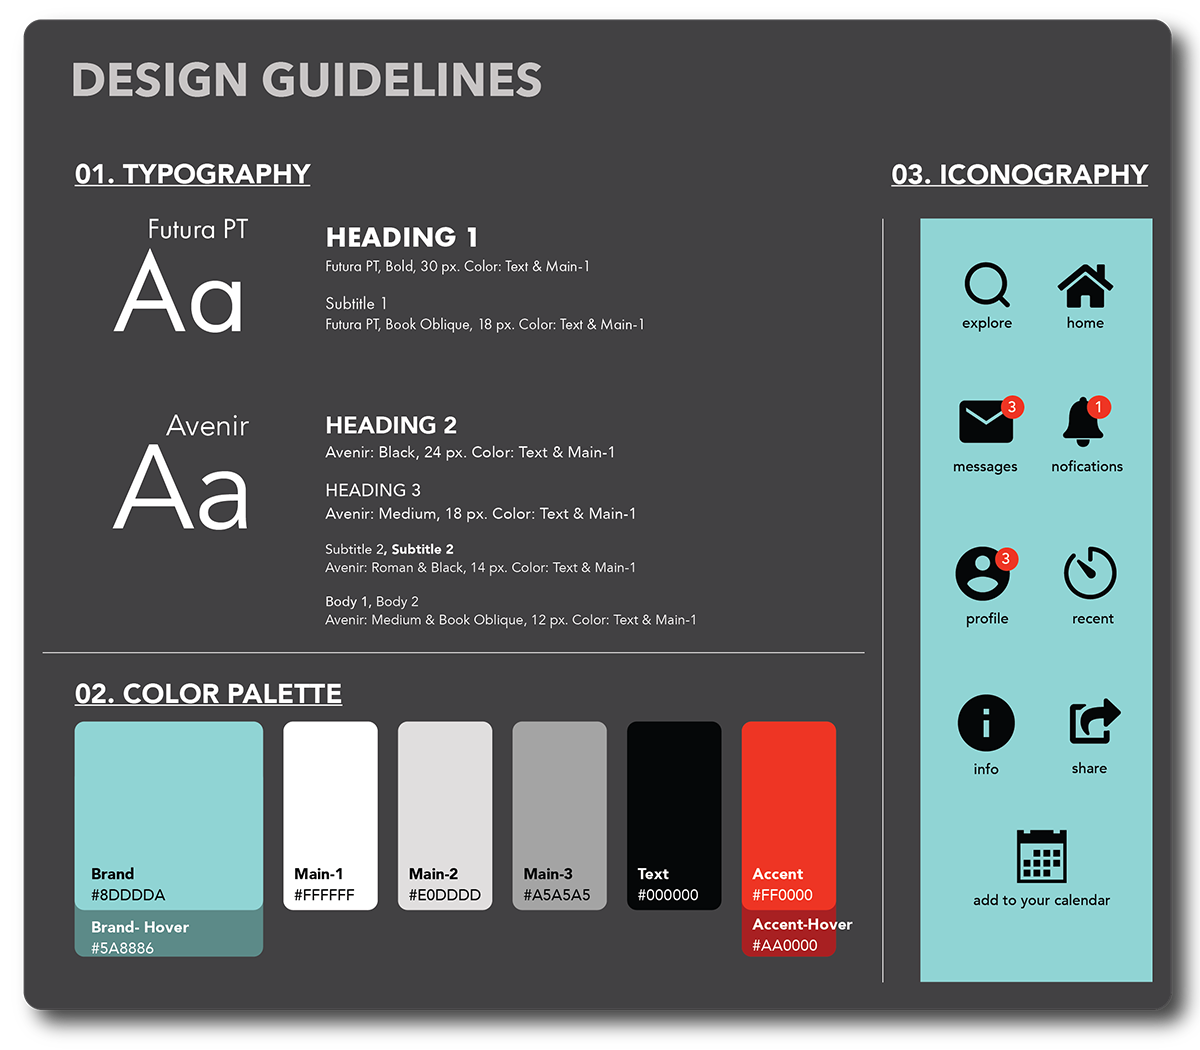 DESIGN GUIDELINES
01. TYPOGRAPHY
Futura PT
Aa
HEADING 1
Futura PT, Bold, 30 px. Color: Text & Main-1
Subtitle 1
Futura PT, Book Oblique, 18 px. Color: Text & Main-1
Avenir
Aa
HEADING 2
Avenir: Black, 24 px. Color: Text & Main-1
HEADING 3
Avenir: Medium, 18 px. Color: Text & Main-1
Subtitle 2, Subtitle 2
Avenir: Roman & Black, 14 px. Color: Text & Main-1
Body 1, Body 2
Avenir: Medium & Book Oblique, 12 px. Color: Text & Main-1
02. COLOR PALETTE
Brand
#8DDDDA
Brand- Hover
#5A8886
Main-1
#FFFFFF
Main-2
#E0DDDD
Main-3
#A5A5A5
Text
#000000
Accent
#FF0000
Accent-Hover
#AA0000
03. ICONOGRAPHY
explore
home
3
messages
1
nofications
3
profile
recent
info
share
add to your calendar